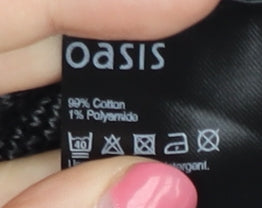 oasis
99% Cotton
1% Polyamide
40
detergent.